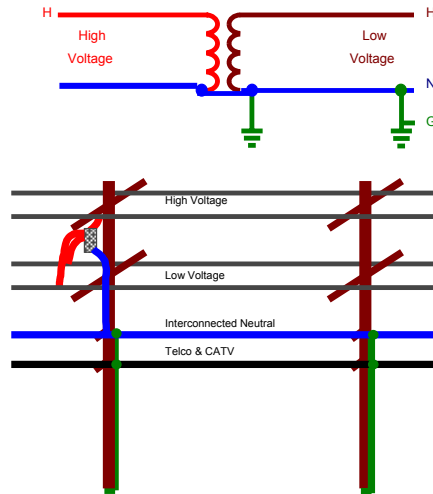 H
H
High
Voltage
Low
Voltage
N
G
High Voltage
Low Voltage
Interconnected Neutral
Telco & CATV